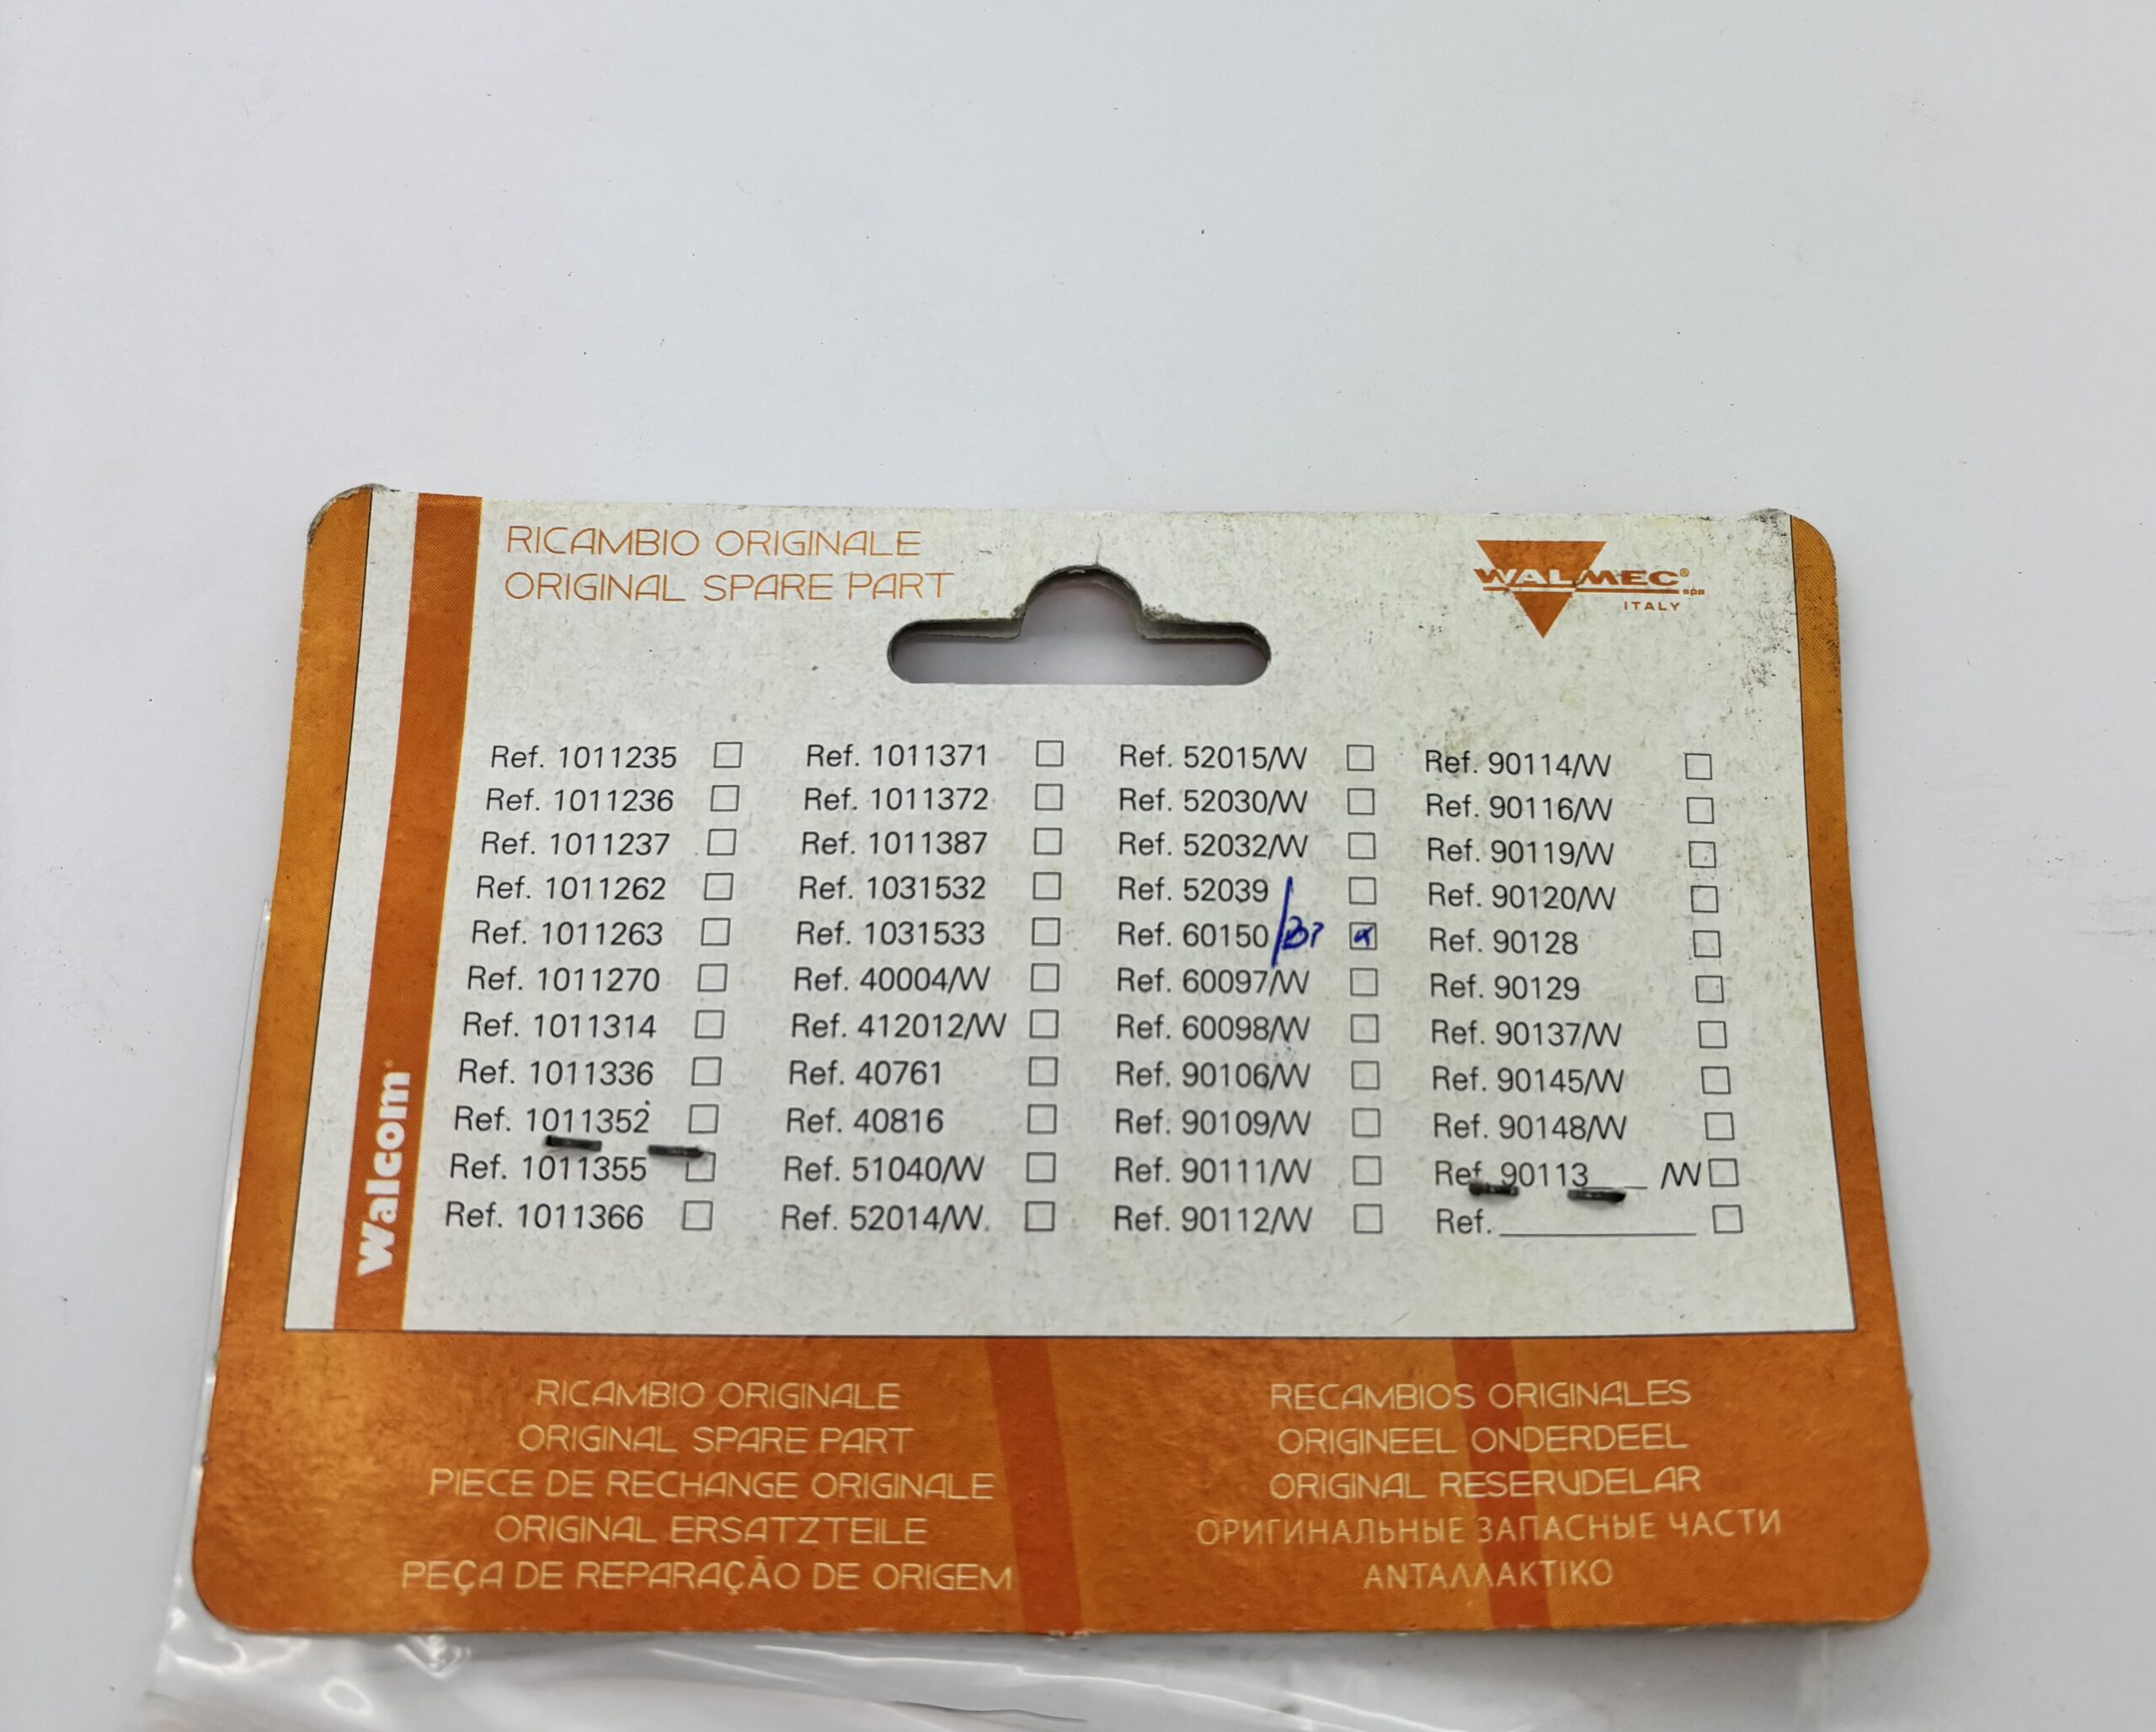 RICAMBIO ORIGINALE
ORIGINAL SPARE PART
WALMEC® spa
ITALY
Walcom®
Ref. 1011235
Ref. 1011236
Ref. 1011237
Ref. 1011262
Ref. 1011263
Ref. 1011270
Ref. 1011314
Ref. 1011336
Ref. 1011352
Ref. 1011355
Ref. 1011366
Ref. 1011371
Ref. 1011372
Ref. 1011387
Ref. 1031532
Ref. 1031533
Ref. 40004/W
Ref. 412012/W
Ref. 40761
Ref. 40816
Ref. 51040/W
Ref. 52014/W
Ref. 52015/W
Ref. 52030/W
Ref. 52032/W
Ref. 52039
Ref. 60150
Ref. 60097/W
Ref. 60098/W
Ref. 90106/W
Ref. 90109/W
Ref. 90111/W
Ref. 90112/W
Ref. 90114/W
Ref. 90116/W
Ref. 90119/W
Ref. 90120/W
Ref. 90128
Ref. 90129
Ref. 90137/W
Ref. 90145/W
Ref. 90148/W
Ref. 90113____ /W
Ref. ____________
RICAMBIO ORIGINALE
ORIGINAL SPARE PART
PIECE DE RECHANGE ORIGINALE
ORIGINAL ERSATZTEILE
PEÇA DE REPARAÇÃO DE ORIGEM
RECAMBIOS ORIGINALES
ORIGINEEL ONDERDEEL
ORIGINAL RESERVDELAR
ОРИГИНАЛЬНЫЕ ЗАПАСНЫЕ ЧАСТИ
ΑΝΤΑΛΛΑΚΤΙΚΟ